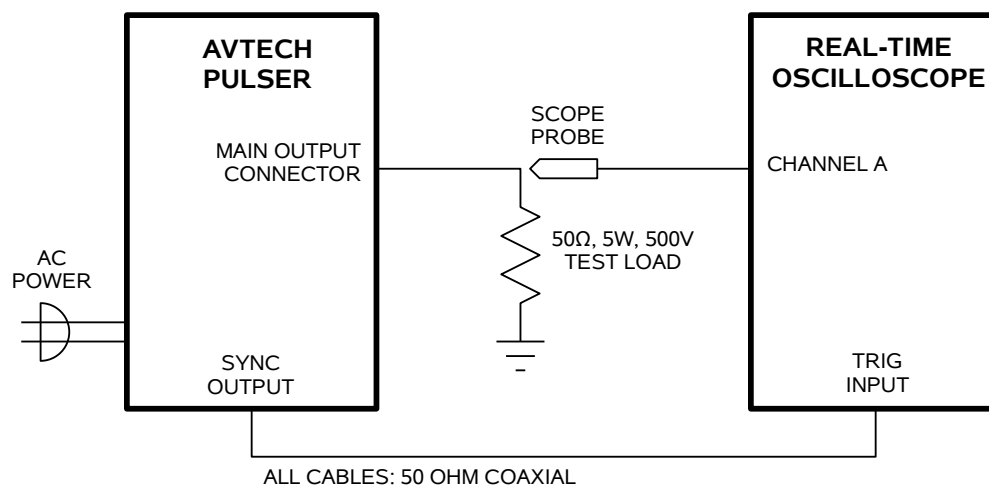 AVTECH
PULSER
MAIN OUTPUT
CONNECTOR
AC
POWER
SYNC
OUTPUT
SCOPE
PROBE
50Ω, 5W, 500V
TEST LOAD
REAL-TIME
OSCILLOSCOPE
CHANNEL A
TRIG
INPUT
ALL CABLES: 50 OHM COAXIAL